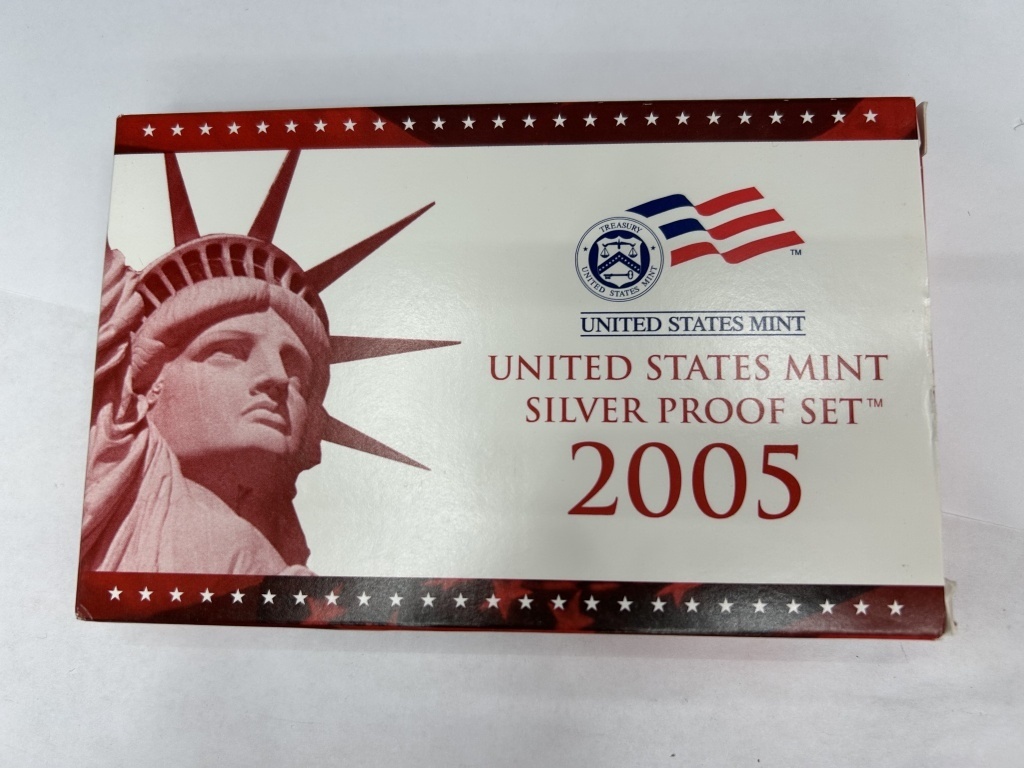 TREASURY
UNITED STATES MINT
TM
UNITED STATES MINT
UNITED STATES MINT
SILVER PROOF SET™
2005